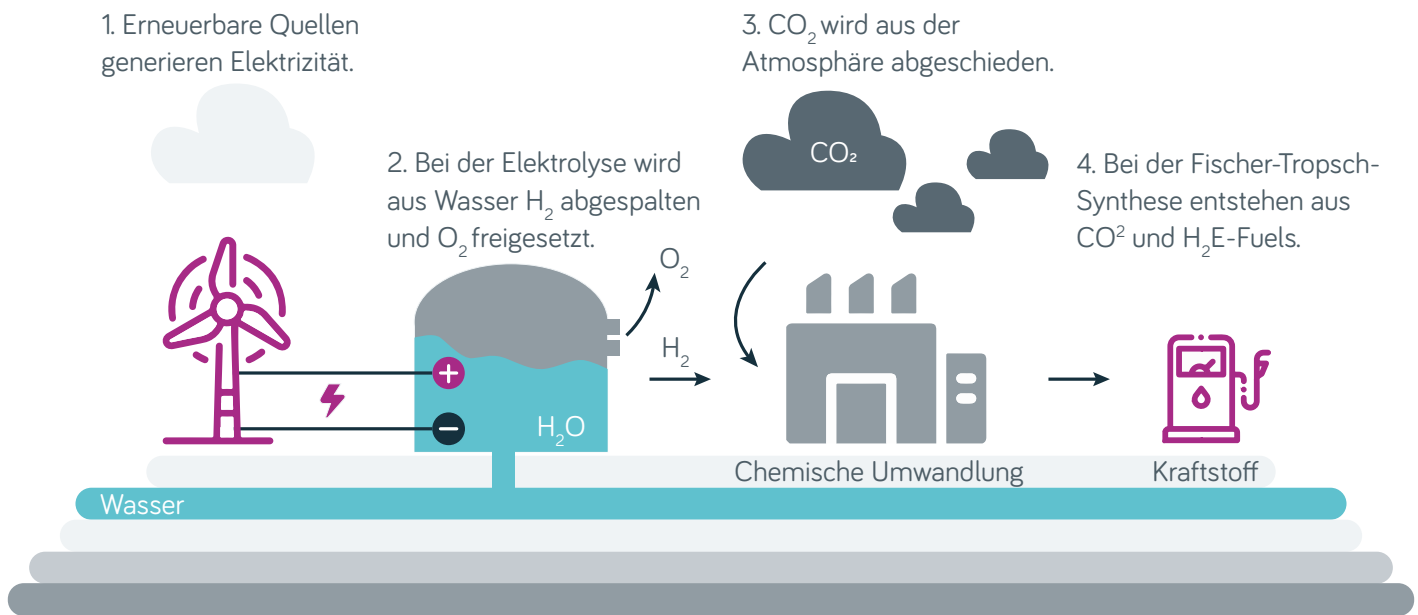 1. Erneuerbare Quellen
generieren Elektrizität.
2. Bei der Elektrolyse wird
aus Wasser H₂ abgespalten
und O₂ freigesetzt.
3. CO₂ wird aus der
Atmosphäre abgeschieden.
CO₂
4. Bei der Fischer-Tropsch-
Synthese entstehen aus
CO² und H₂E-Fuels.
O₂
H₂
+
−
H₂O
Chemische Umwandlung
Kraftstoff
Wasser